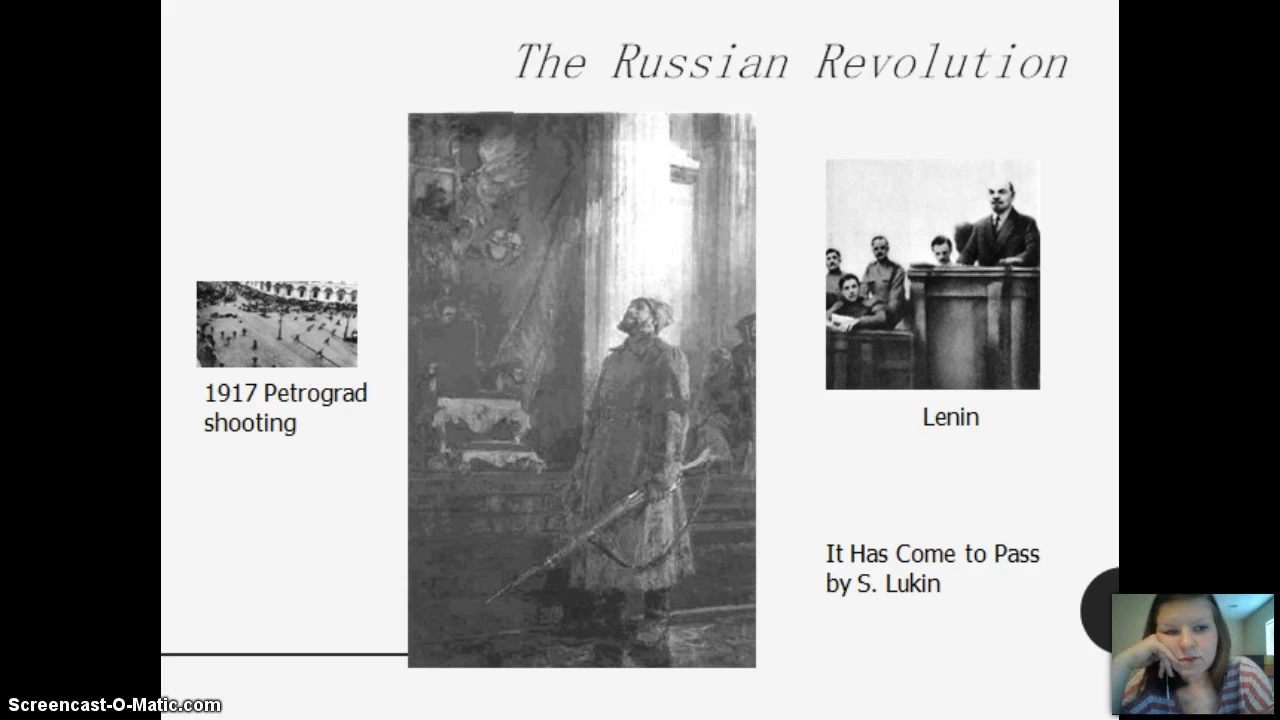 The Russian Revolution
1917 Petrograd
shooting
Lenin
It Has Come to Pass
by S. Lukin
Screencast-O-Matic.com